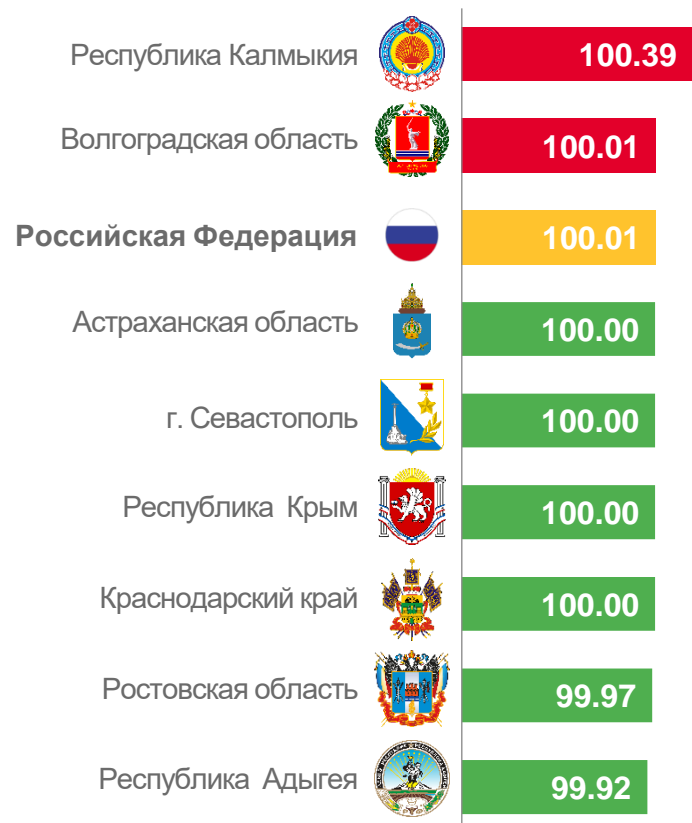 Республика Калмыкия 100.39
Волгоградская область 100.01
Российская Федерация 100.01
Астраханская область 100.00
г. Севастополь 100.00
Республика Крым 100.00
Краснодарский край 100.00
Ростовская область 99.97
Республика Адыгея 99.92